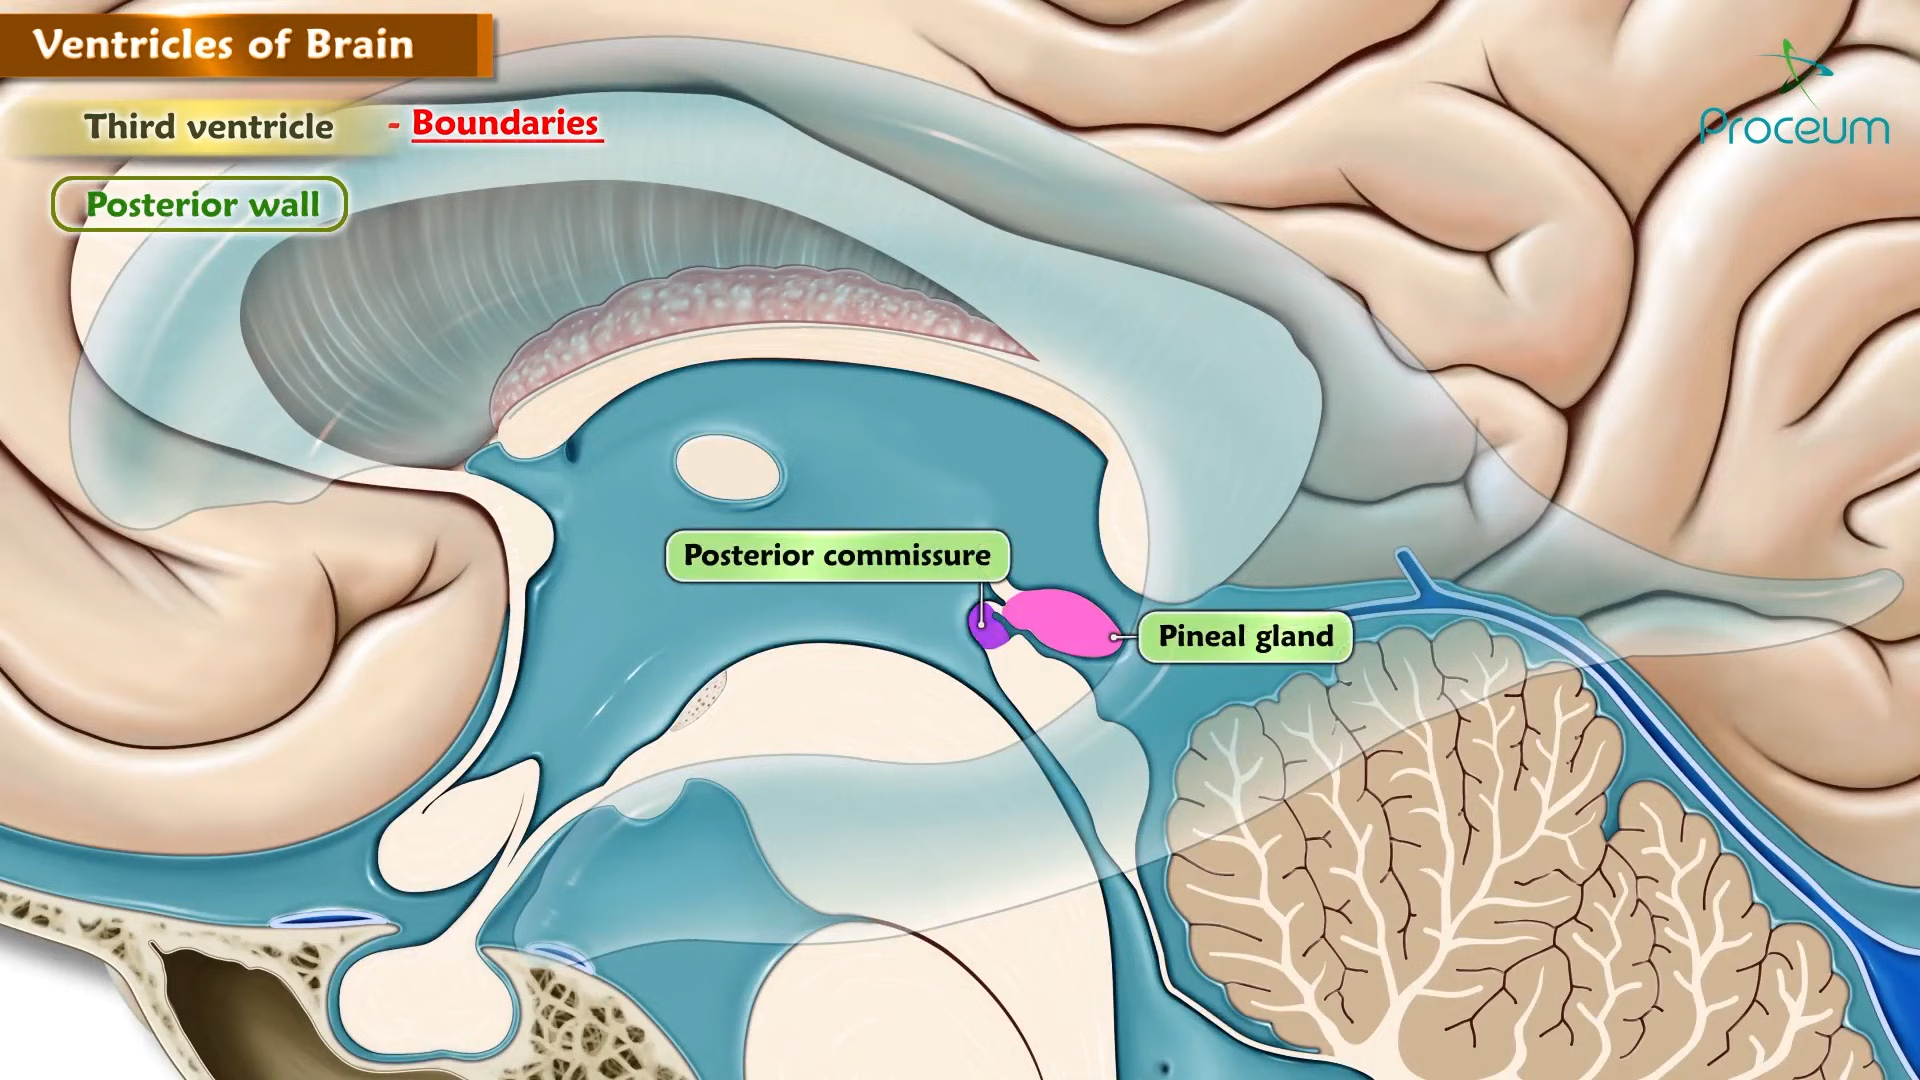 Ventricles of Brain
Third ventricle - Boundaries
Posterior wall
Proceum
Posterior commissure
Pineal gland